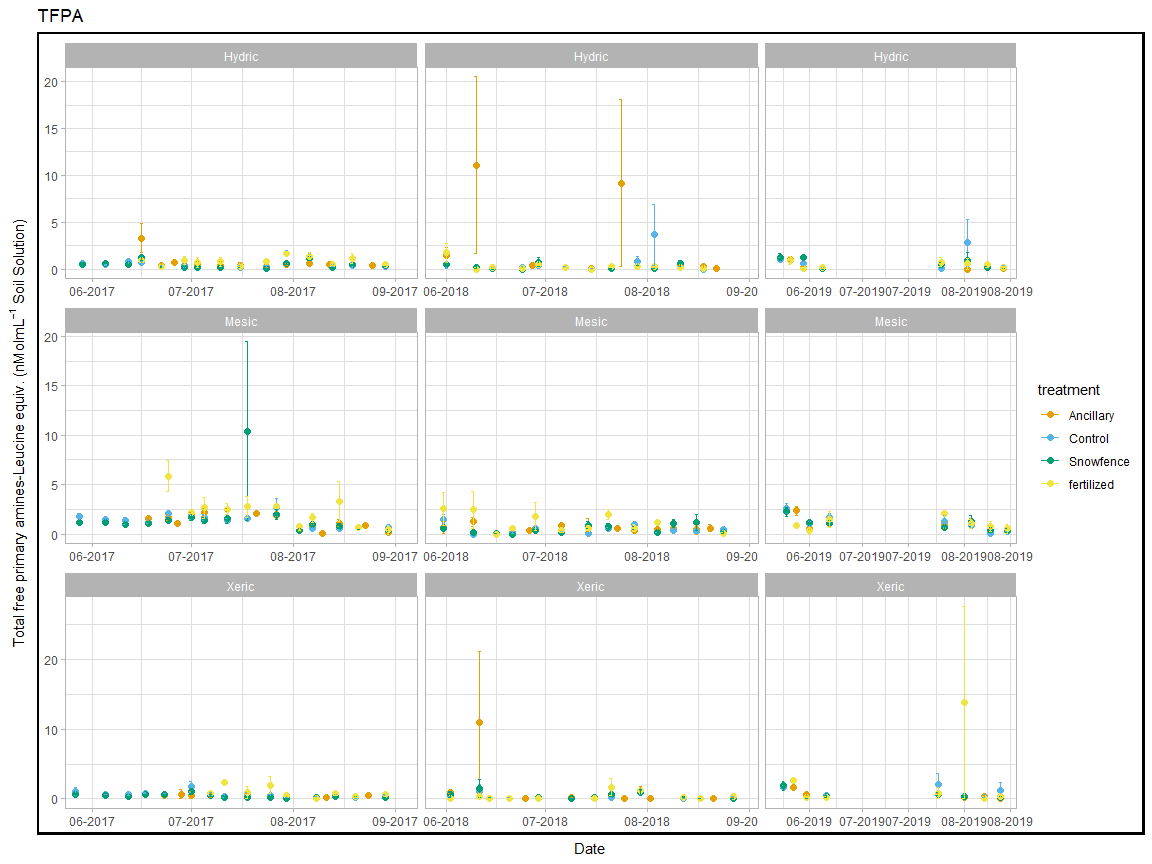 TFPA
Hydric Hydric Hydric
20
15
10
5
0
06-2017 07-2017 08-2017 09-2017 06-2018 07-2018 08-2018 09-20 06-2019 07-201907-2019 08-201908-2019
Mesic Mesic Mesic
20
15
10
5
0
06-2017 07-2017 08-2017 09-2017 06-2018 07-2018 08-2018 09-20 06-2019 07-201907-2019 08-201908-2019
Xeric Xeric Xeric
20
10
0
06-2017 07-2017 08-2017 09-2017 06-2018 07-2018 08-2018 09-20 06-2019 07-201907-2019 08-201908-2019
Date
Total free primary amines-Leucine equiv. (nMolmL⁻¹ Soil Solution)
treatment
Ancillary
Control
Snowfence
fertilized